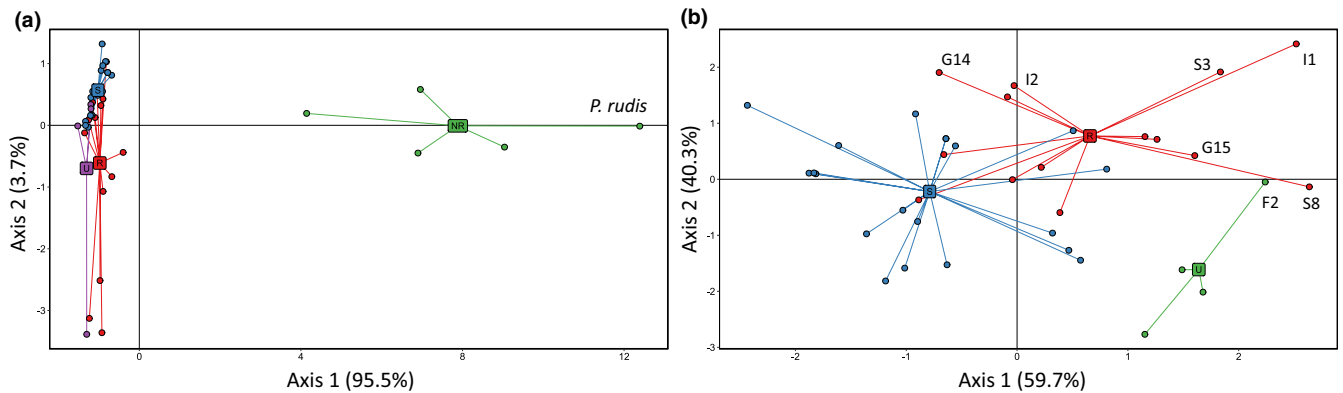 (a)
Axis 2 (3.7%)
1
0
-1
-2
-3
S
R
U
NR
P. rudis
0
4
8
12
Axis 1 (95.5%)
(b)
Axis 2 (40.3%)
2
1
0
-1
-2
-3
G14
I2
S3
I1
R
G15
S
F2
S8
U
-2
-1
0
1
2
Axis 1 (59.7%)